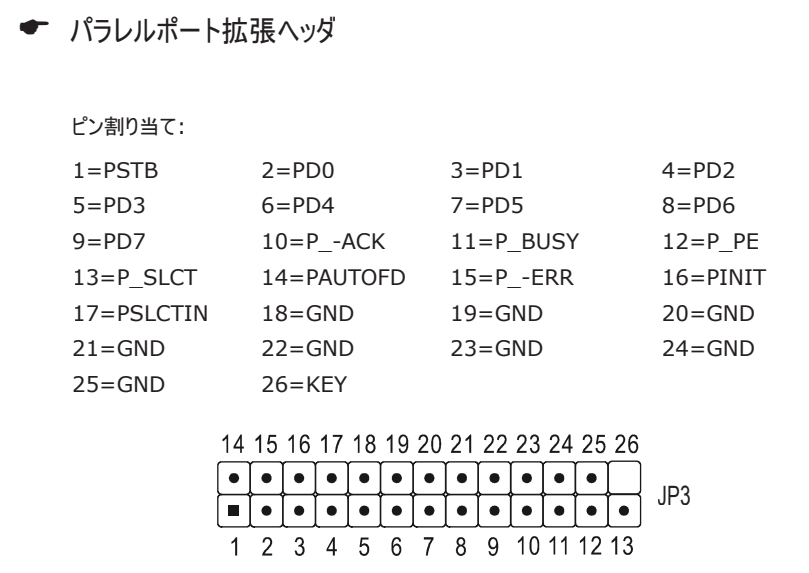 パラレルポート拡張ヘッダ
ピン割り当て:
1=PSTB 2=PD0 3=PD1 4=PD2
5=PD3 6=PD4 7=PD5 8=PD6
9=PD7 10=P_-ACK 11=P_BUSY 12=P_PE
13=P_SLCT 14=PAUTOFD 15=P_-ERR 16=PINIT
17=PSLCTIN 18=GND 19=GND 20=GND
21=GND 22=GND 23=GND 24=GND
25=GND 26=KEY
14 15 16 17 18 19 20 21 22 23 24 25 26
JP3
1 2 3 4 5 6 7 8 9 10 11 12 13